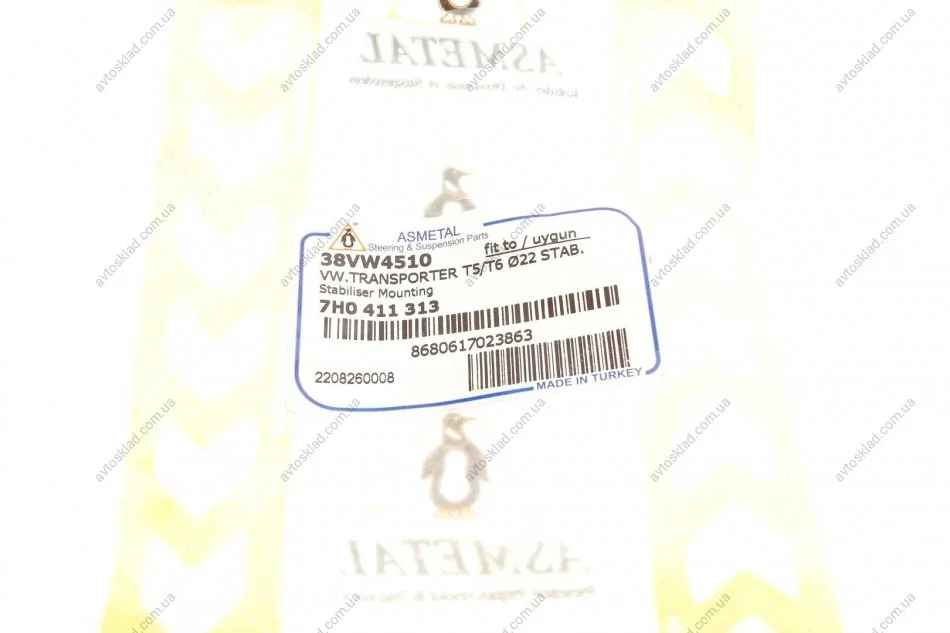 ASMETAL
ASMETAL
Steering & Suspension Parts
fit to / uygun
38VW4510
VW.TRANSPORTER T5/T6 Ø22 STAB.
Stabiliser Mounting
7H0 411 313
8680617023863
2208260008
MADE IN TURKEY
ASMETAL
avtosklad.com.ua